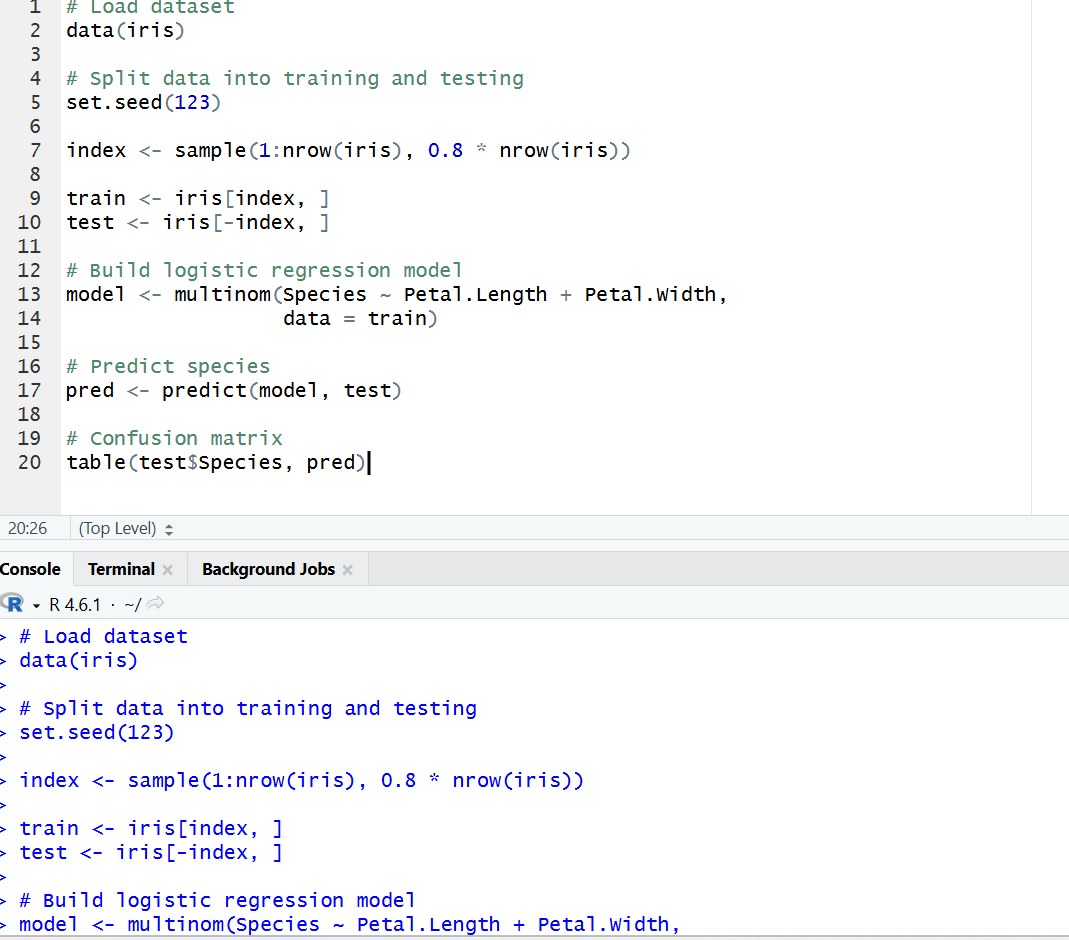 1 # Load dataset
2 data(iris)
3
4 # Split data into training and testing
5 set.seed(123)
6
7 index <- sample(1:nrow(iris), 0.8 * nrow(iris))
8
9 train <- iris[index, ]
10 test <- iris[-index, ]
11
12 # Build logistic regression model
13 model <- multinom(Species ~ Petal.Length + Petal.Width,
14                   data = train)
15
16 # Predict species
17 pred <- predict(model, test)
18
19 # Confusion matrix
20 table(test$Species, pred)
20:26 (Top Level)
Console Terminal × Background Jobs ×
R R 4.6.1 · ~/
> # Load dataset
> data(iris)
>
> # Split data into training and testing
> set.seed(123)
>
> index <- sample(1:nrow(iris), 0.8 * nrow(iris))
>
> train <- iris[index, ]
> test <- iris[-index, ]
>
> # Build logistic regression model
> model <- multinom(Species ~ Petal.Length + Petal.Width,